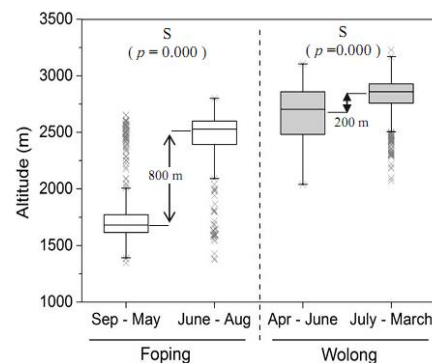 3500
3000
2500
2000
1500
1000
Altitude (m)
S
( p = 0.000 )
S
( p =0.000 )
800 m
200 m
Sep - May
June - Aug
Apr - June
July - March
Foping
Wolong